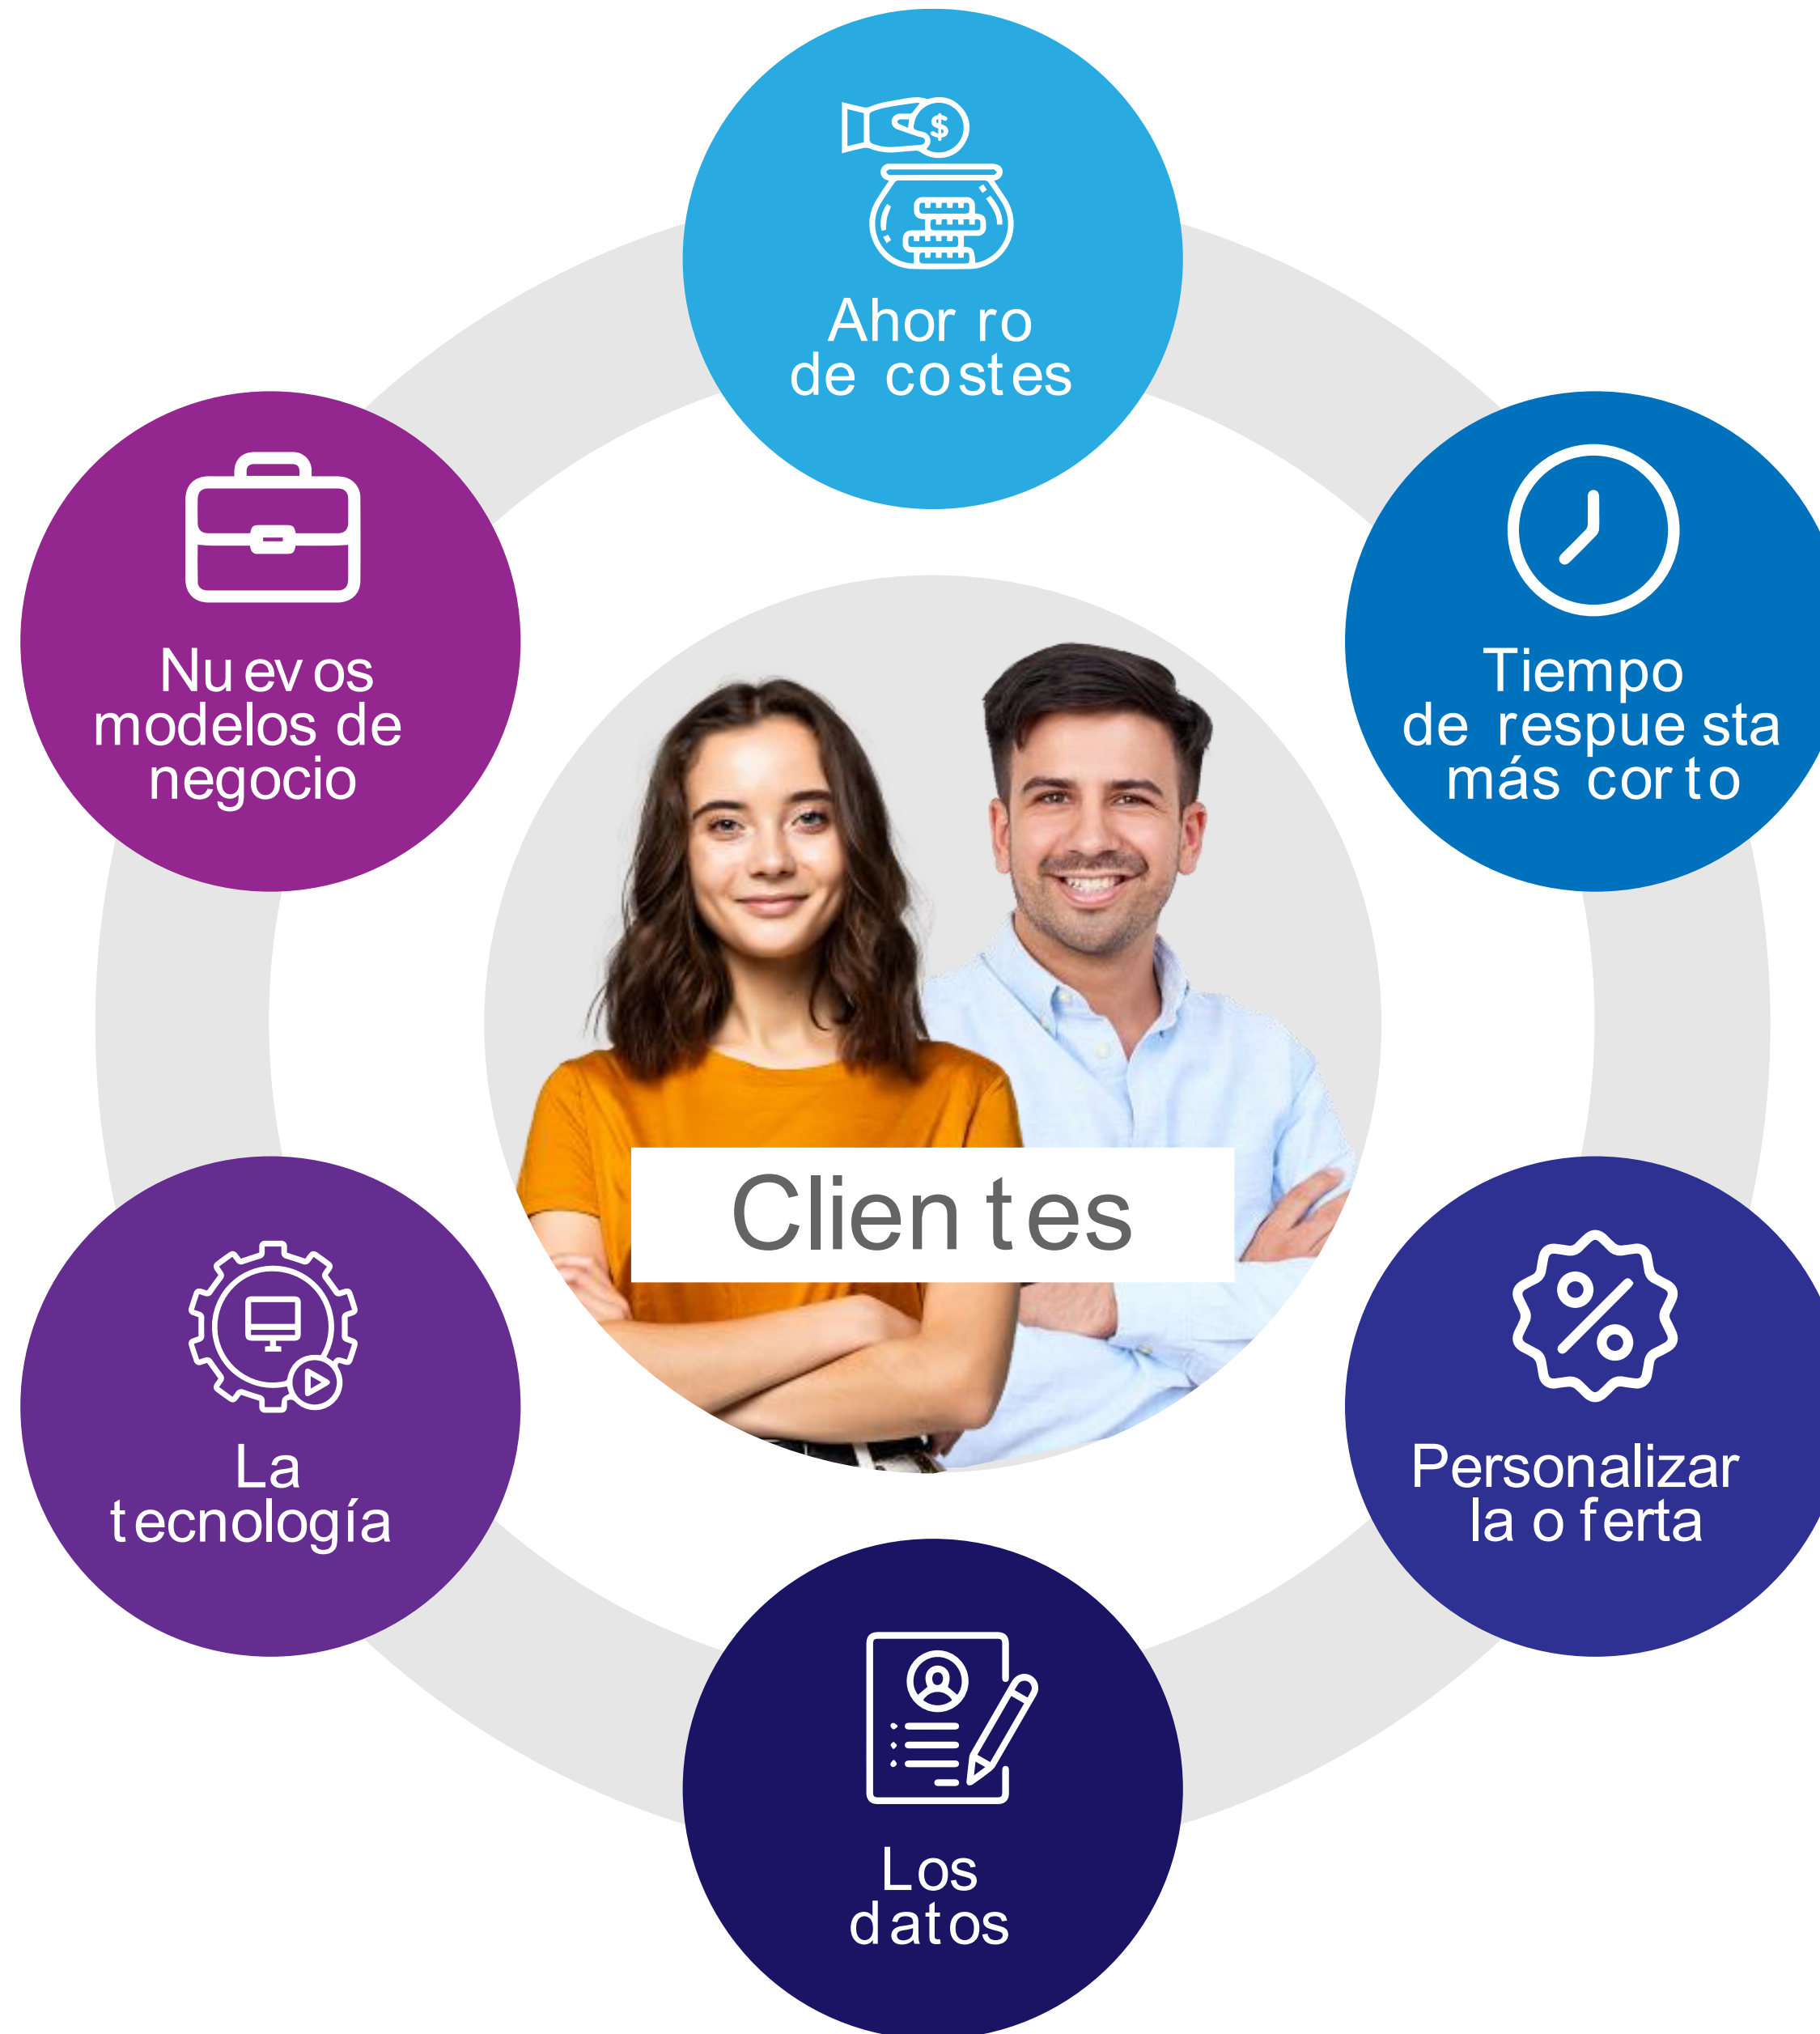 Ahorro
de costes
Tiempo
de respuesta
más corto
Personalizar
la oferta
Los
datos
La
tecnología
Nuevos
modelos de
negocio
Clientes